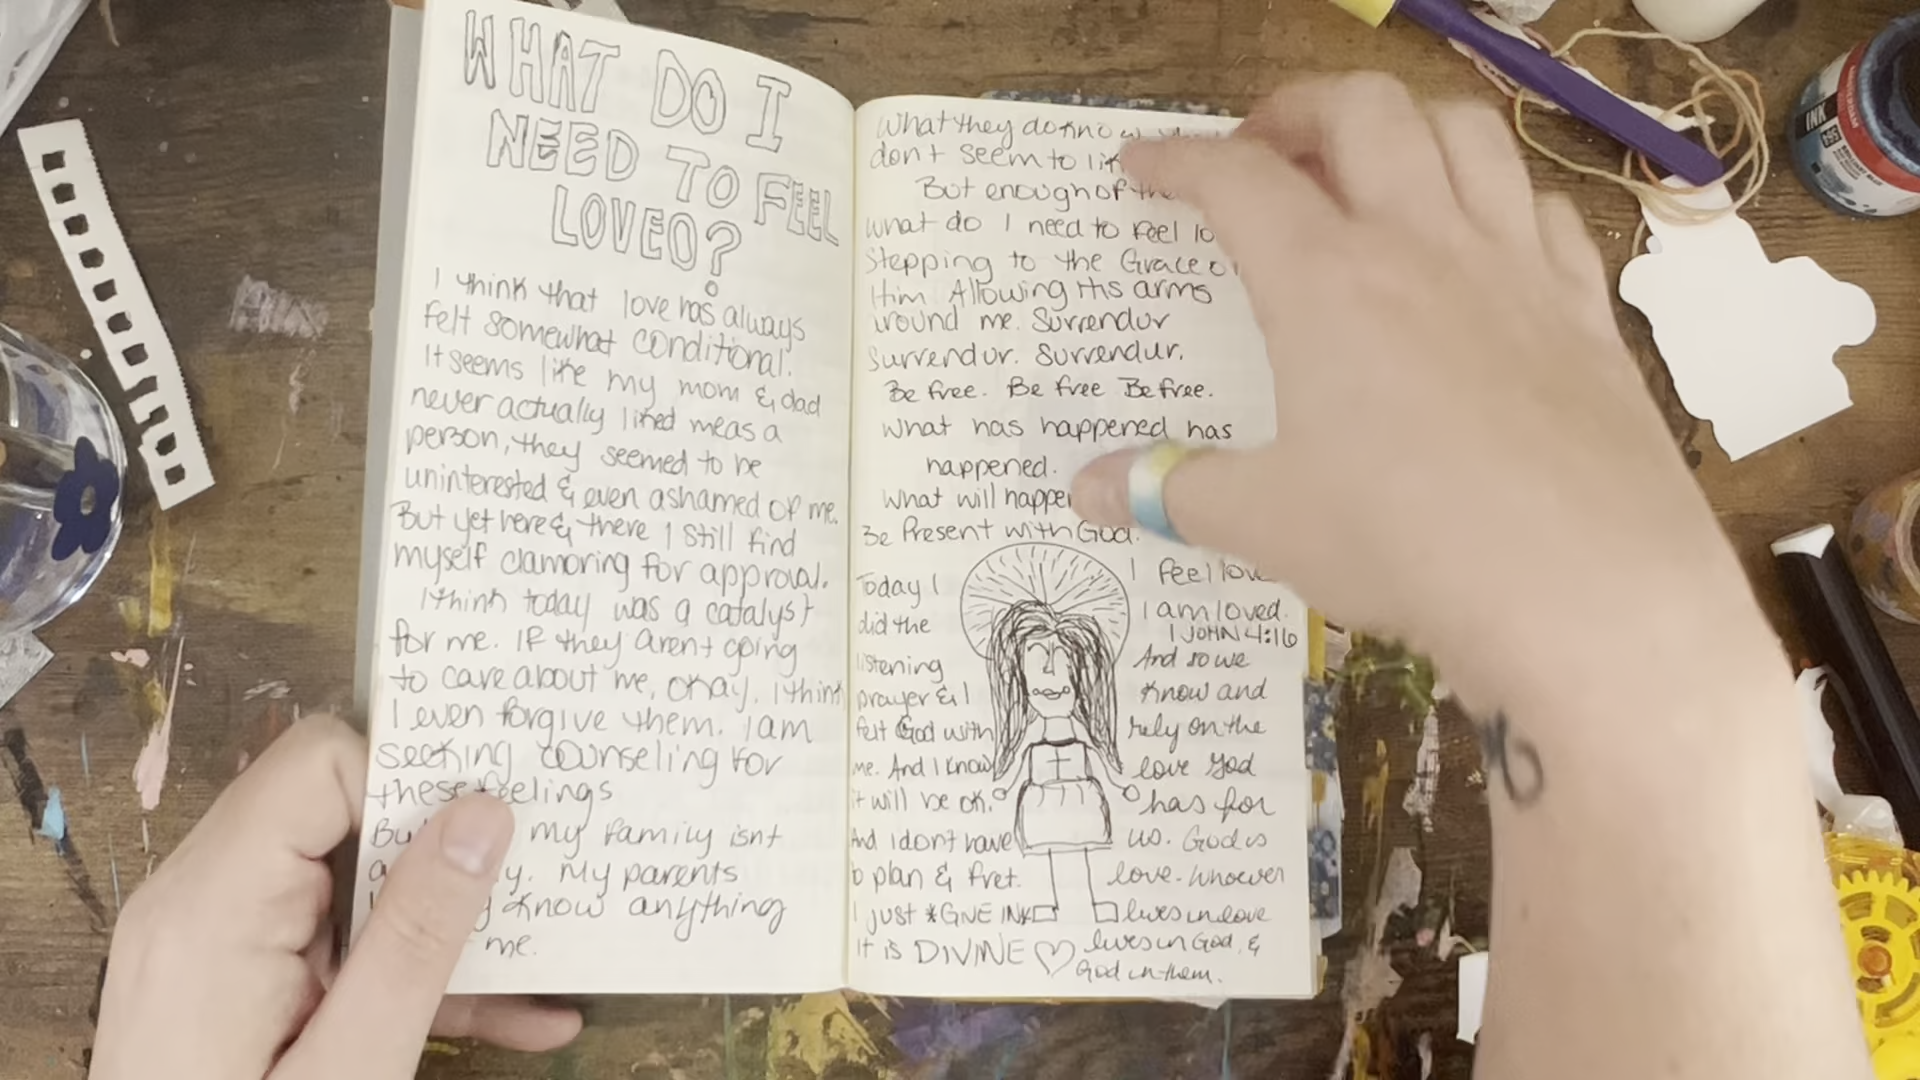 WHAT DO I
NEED TO FEEL
LOVED?
I think that love has always
felt somewhat conditional.
It seems like my mom & dad
never actually liked me as a
person, they seemed to be
uninterested & even ashamed of me.
But yet here & there I still find
myself clamoring for approval.
I think today was a catalyst
for me. If they arent going
to care about me, okay. I think
I even forgive them. I am
seeking counseling for
these feelings
my family isnt
My parents
know anything
me.
What they do know
dont seem to
But enough of
What do I need to feel
Stepping to the Grace
Him Allowing His arms
around me. Surrendur
Surrendur. Surrendur.
Be free. Be free Be free.
What has happened has
happened.
What will happen
Be Present with God.
Today I
did the
listening
prayer & I
felt God with
me. And I know
it will be ok.
And I dont have
to plan & fret.
I just *GIVE IN*
It is DIVINE
I feel
I am loved.
1 JOHN 4:16
And so we
know and
rely on the
love God
has for
us. God is
love. Whoever
lives in love
lives in God, &
God in them.